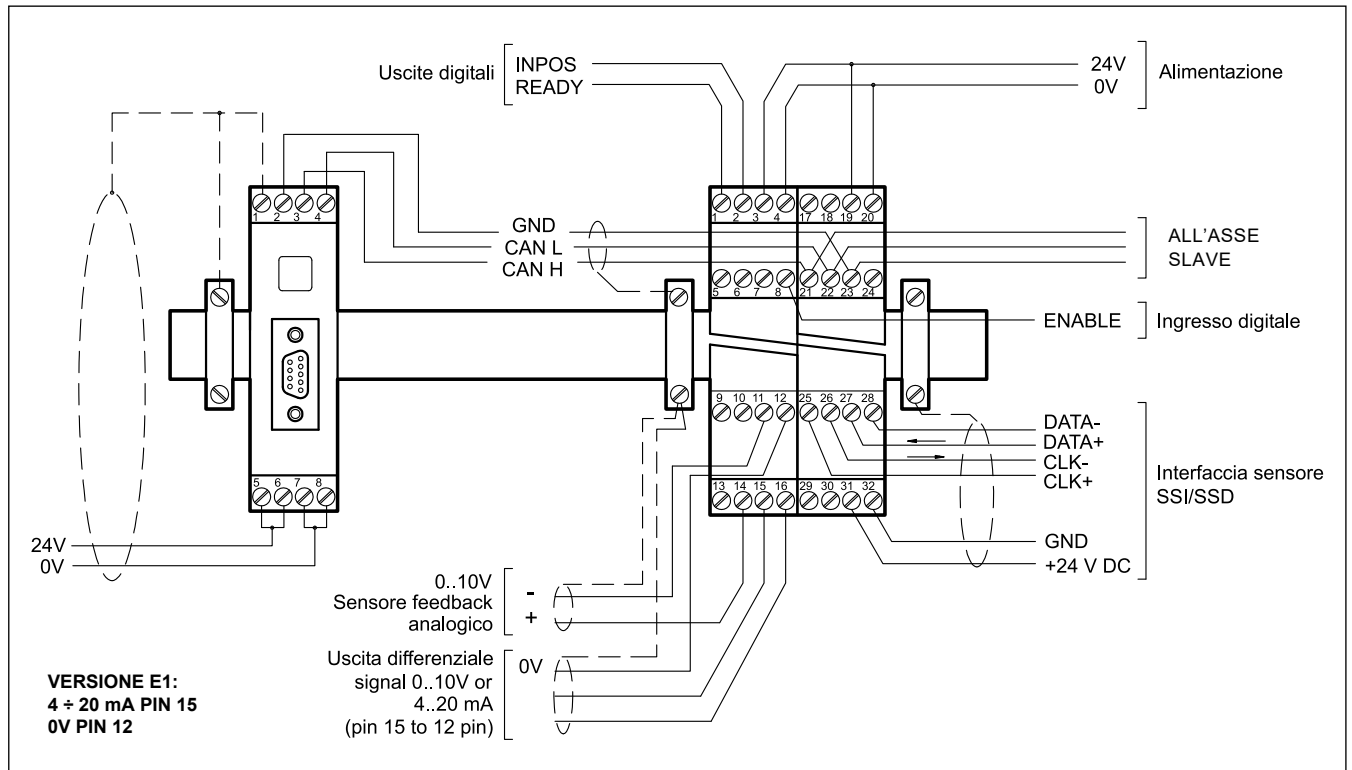 Uscite digitali
INPOS
READY
24V
0V
Alimentazione
1 2 3 4
1 2 3 4 17 18 19 20
GND
CAN L
CAN H
ALL'ASSE
SLAVE
5 6 7 8 21 22 23 24
ENABLE
Ingresso digitale
9 10 11 12 25 26 27 28
DATA-
DATA+
CLK-
CLK+
Interfaccia sensore
SSI/SSD
5 6 7 8
13 14 15 16 29 30 31 32
24V
0V
GND
+24 V DC
0..10V
Sensore feedback
analogico
-
+
Uscita differenziale
signal 0..10V or
4..20 mA
(pin 15 to 12 pin)
0V
VERSIONE E1:
4 ÷ 20 mA PIN 15
0V PIN 12